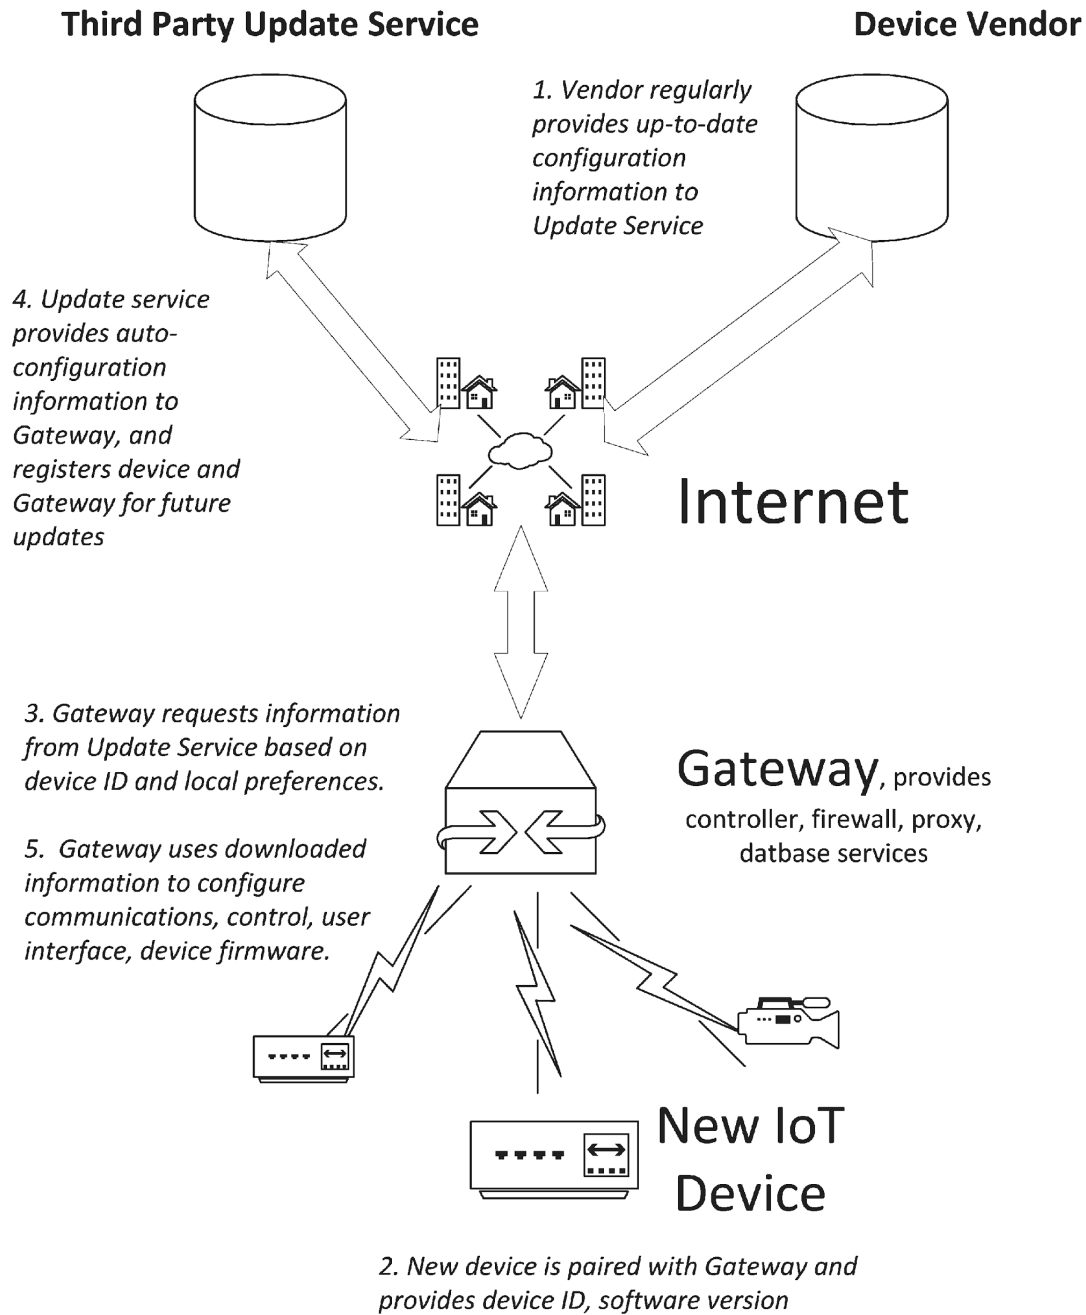 Third Party Update Service
Device Vendor
1. Vendor regularly
provides up-to-date
configuration
information to
Update Service
4. Update service
provides auto-
configuration
information to
Gateway, and
registers device and
Gateway for future
updates
Internet
3. Gateway requests information
from Update Service based on
device ID and local preferences.
Gateway, provides
controller, firewall, proxy,
datbase services
5.  Gateway uses downloaded
information to configure
communications, control, user
interface, device firmware.
New IoT
Device
2. New device is paired with Gateway and
provides device ID, software version